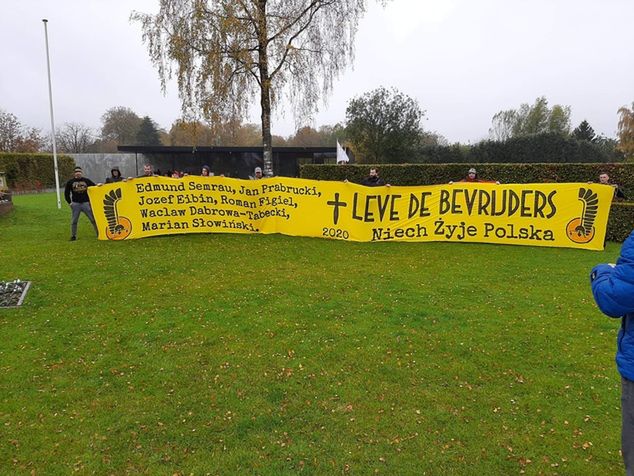 Edmund Semrau, Jan Prabrucki,
Jozef Eibin, Roman Figiel,
Waclaw Dabrowa-Tabecki,
Marian Słowiński.
2020
LEVE DE BEVRIJDERS
Niech Żyje Polska